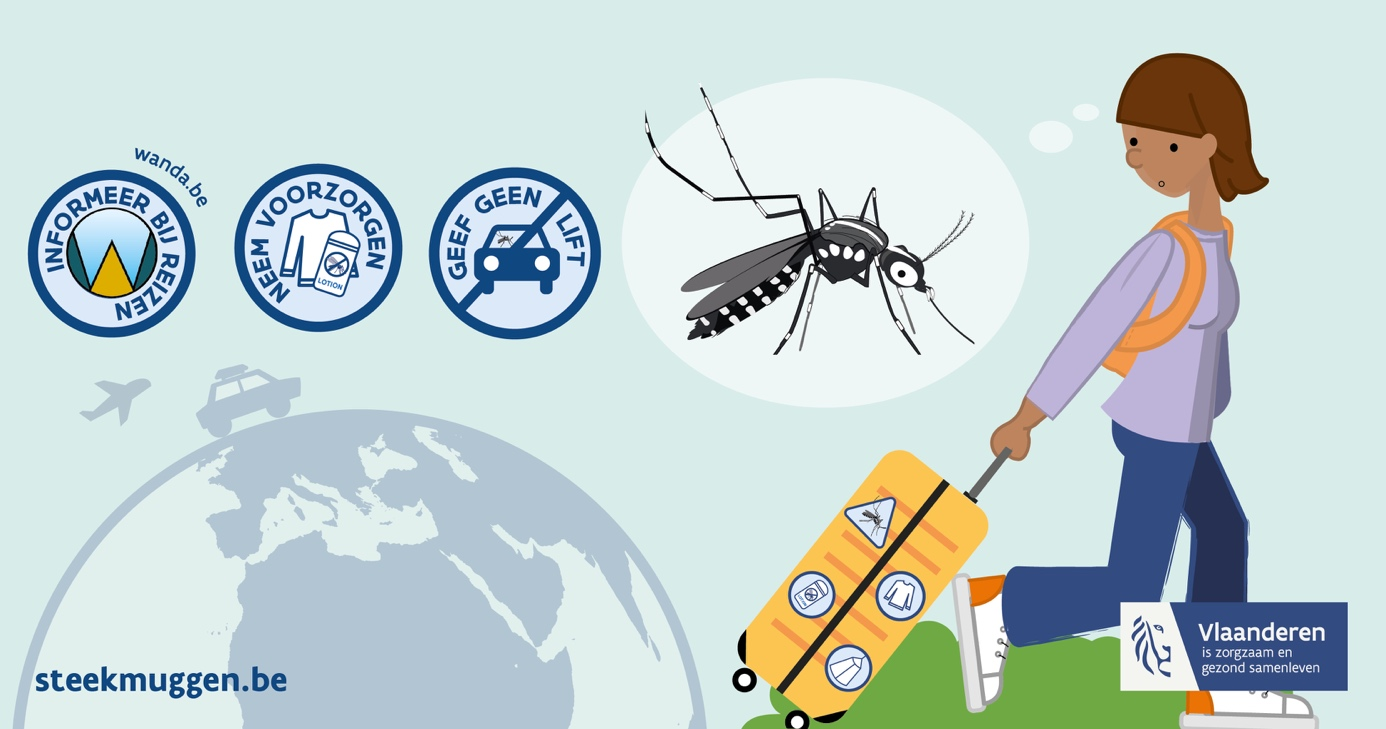 wanda.be
INFORMEER BIJ REIZEN
NEEM VOORZORGEN
LOTION
GEEF GEEN LIFT
steekmuggen.be
Vlaanderen
is zorgzaam en
gezond samenleven